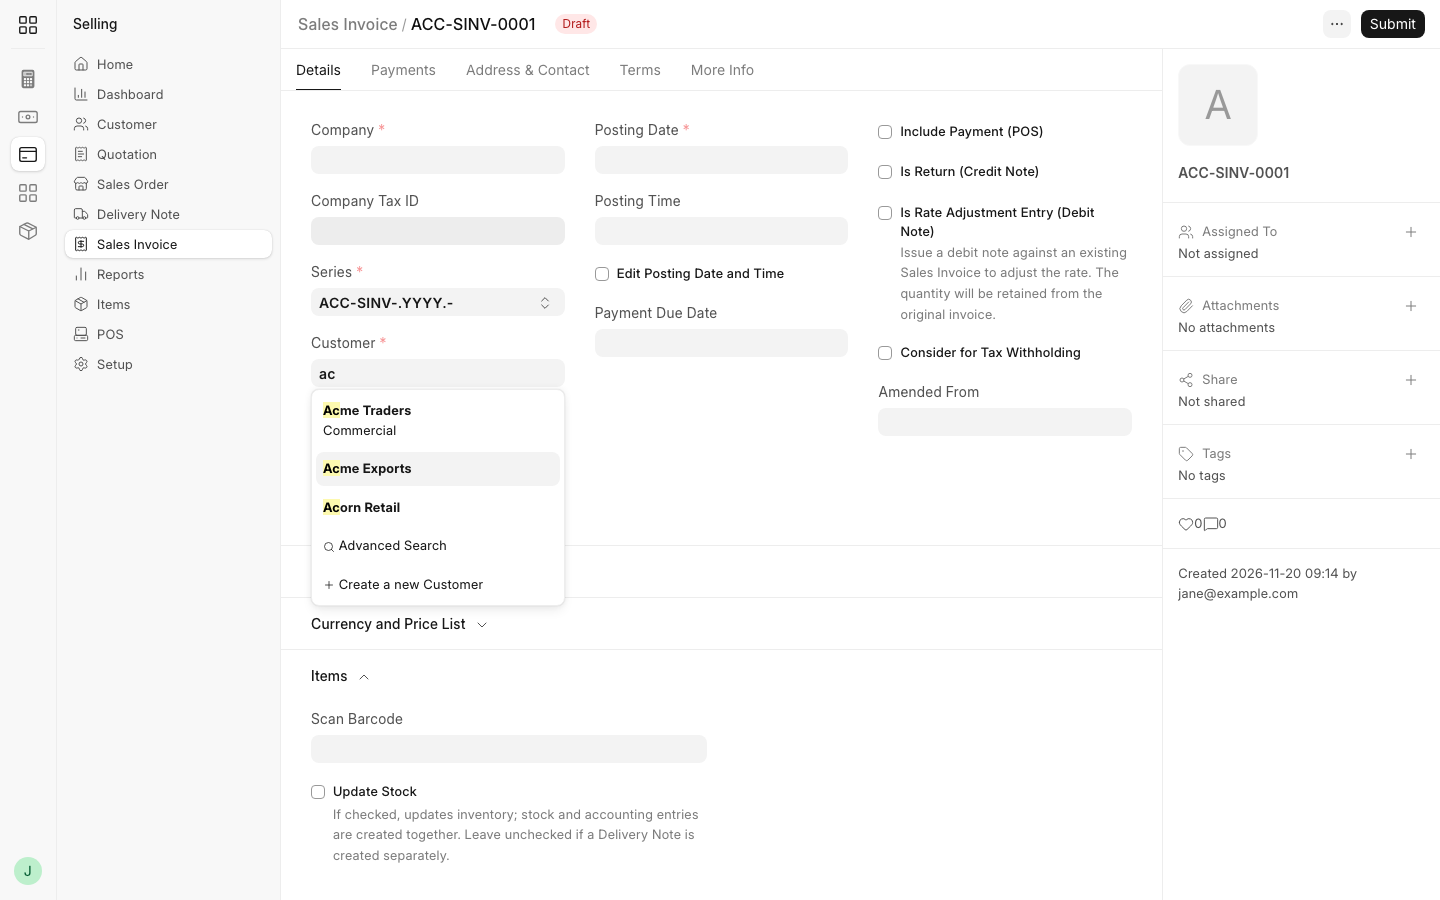 Selling
Home
Dashboard
Customer
Quotation
Sales Order
Delivery Note
Sales Invoice
Reports
Items
POS
Setup
J
Sales Invoice / ACC-SINV-0001 Draft
Submit
Details Payments Address & Contact Terms More Info
Company *
Company Tax ID
Series *
ACC-SINV-.YYYY.-
Customer *
ac
Acme Traders
Commercial
Acme Exports
Acorn Retail
Advanced Search
+ Create a new Customer
Posting Date *
Posting Time
Edit Posting Date and Time
Payment Due Date
Include Payment (POS)
Is Return (Credit Note)
Is Rate Adjustment Entry (Debit
Note)
Issue a debit note against an existing
Sales Invoice to adjust the rate. The
quantity will be retained from the
original invoice.
Consider for Tax Withholding
Amended From
Currency and Price List
Items
Scan Barcode
Update Stock
If checked, updates inventory; stock and accounting entries
are created together. Leave unchecked if a Delivery Note is
created separately.
A
ACC-SINV-0001
Assigned To
Not assigned
Attachments
No attachments
Share
Not shared
Tags
No tags
0 0
Created 2026-11-20 09:14 by
jane@example.com